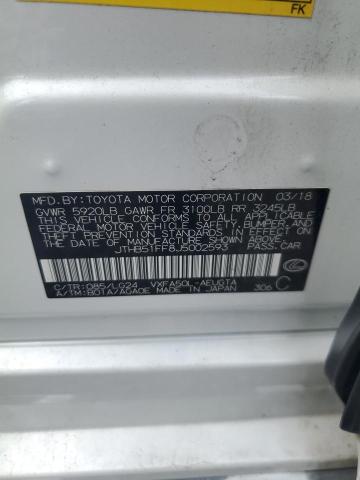 FK
MFD.BY:TOYOTA MOTOR CORPORATION 03/18
GVWR 5920LB GAWR FR 3100LB RR 3245LB
THIS VEHICLE CONFORMS TO ALL APPLICABLE
FEDERAL MOTOR VEHICLE SAFETY, BUMPER, AND
THEFT PREVENTION STANDARDS IN EFFECT ON
THE DATE OF MANUFACTURE SHOWN ABOVE.
JTHB51FF8J5002593 PASS.CAR
C/TR:085/LG24 VXFA50L-AEUGTA
A/TM:B0TA/AGA0E MADE IN JAPAN 306 C